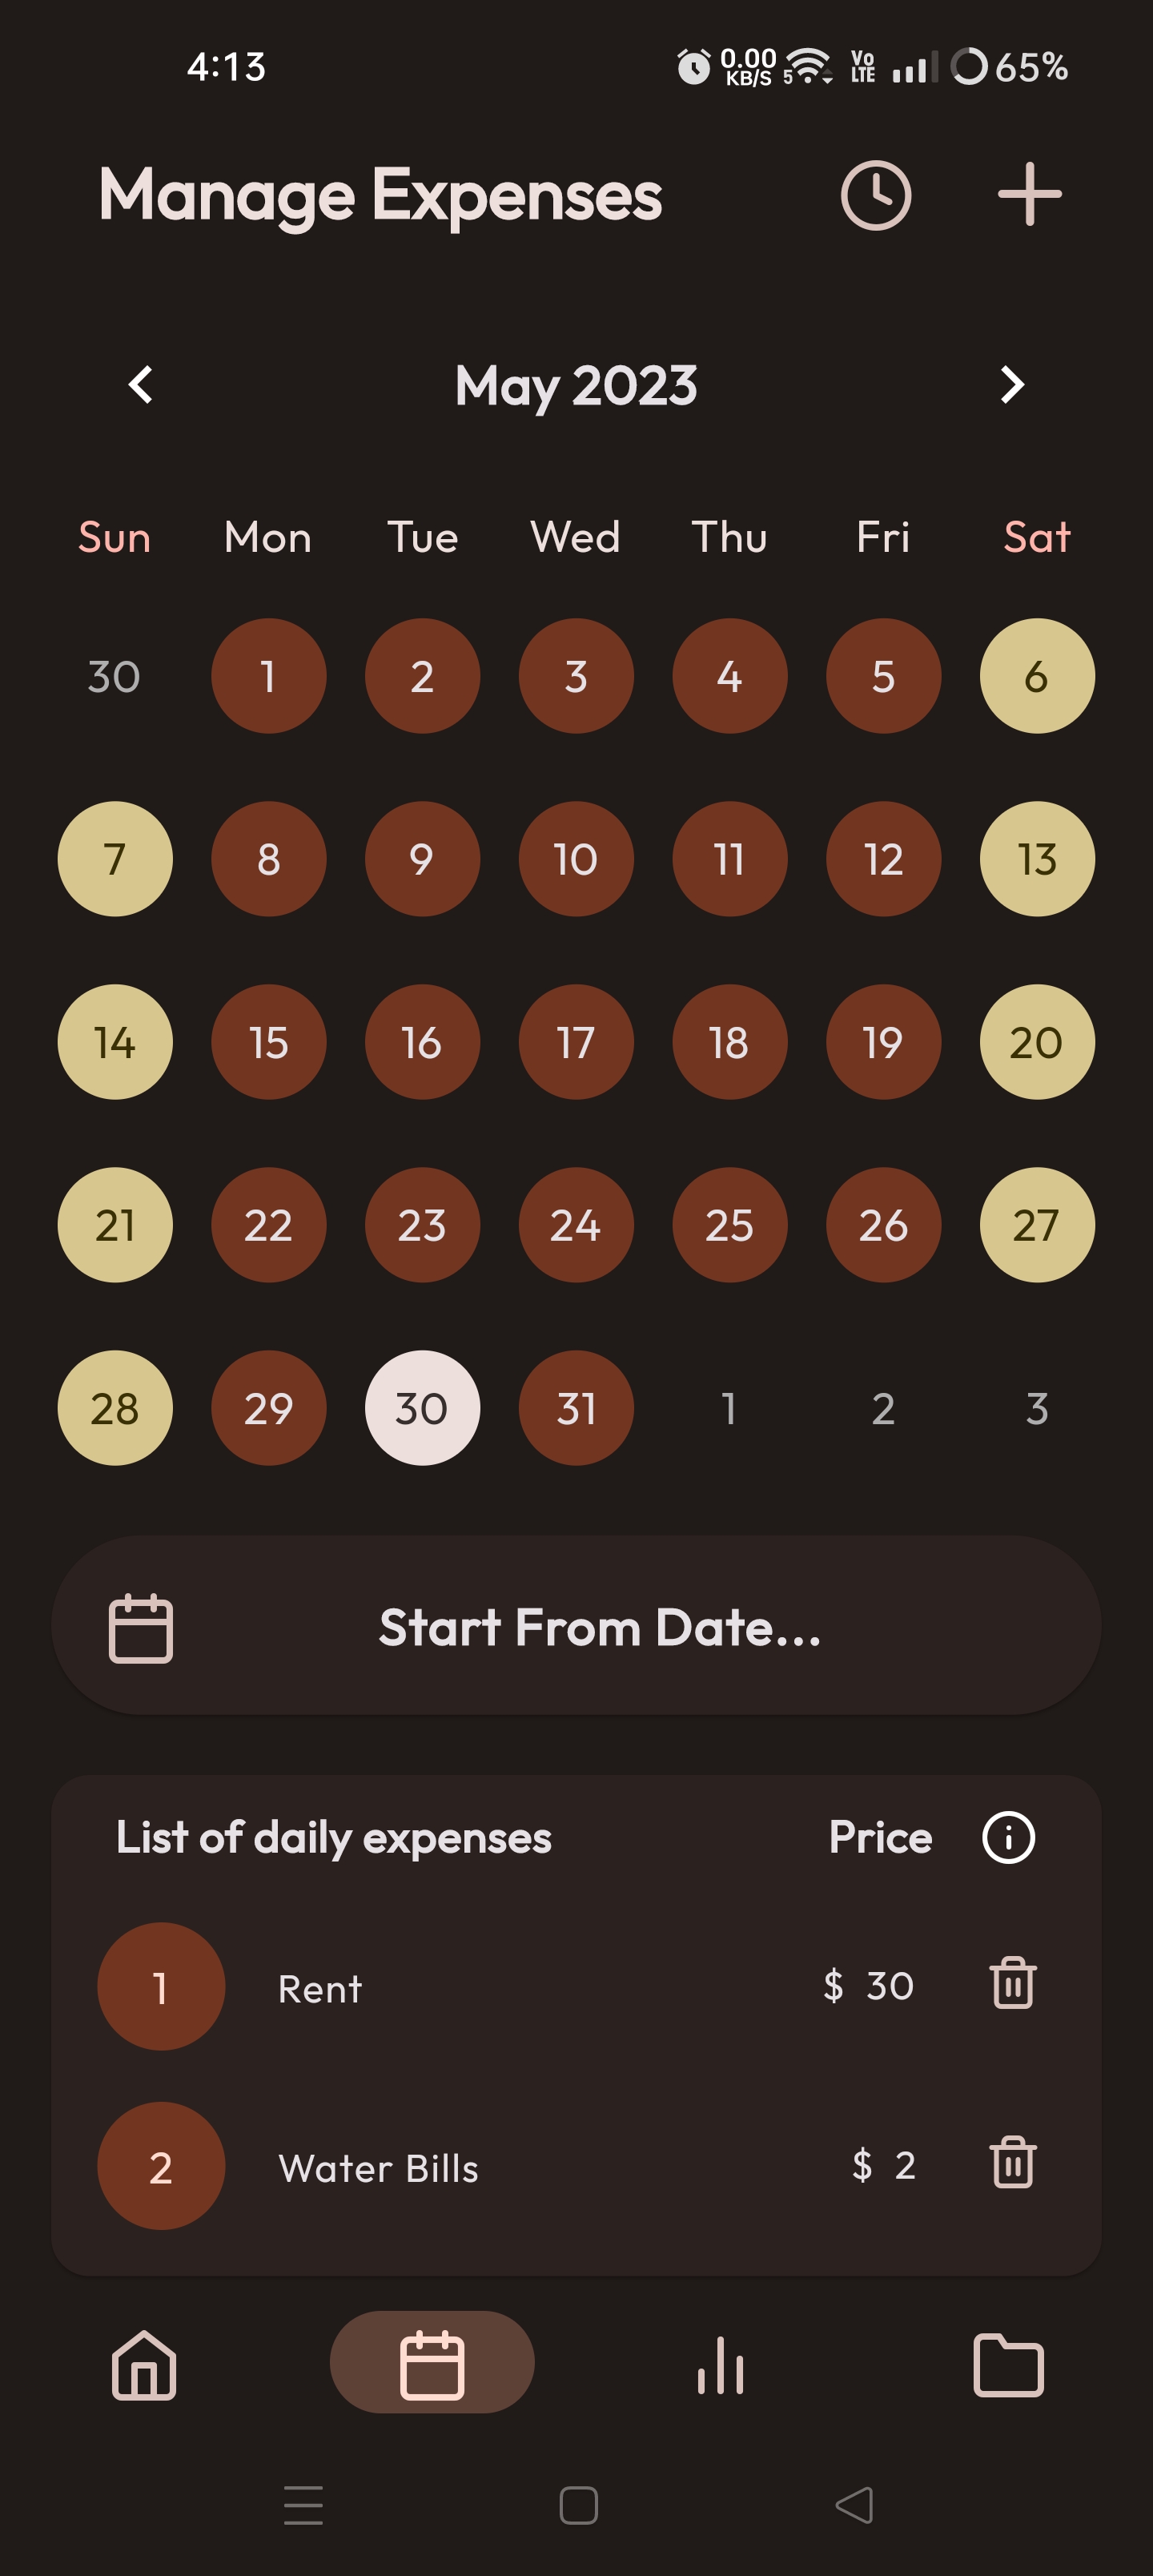 4:13 0.00 KB/S 5 Vo LTE 65%
Manage Expenses
May 2023
Sun Mon Tue Wed Thu Fri Sat
30 1 2 3 4 5 6
7 8 9 10 11 12 13
14 15 16 17 18 19 20
21 22 23 24 25 26 27
28 29 30 31 1 2 3
Start From Date...
List of daily expenses Price
1 Rent $ 30
2 Water Bills $ 2